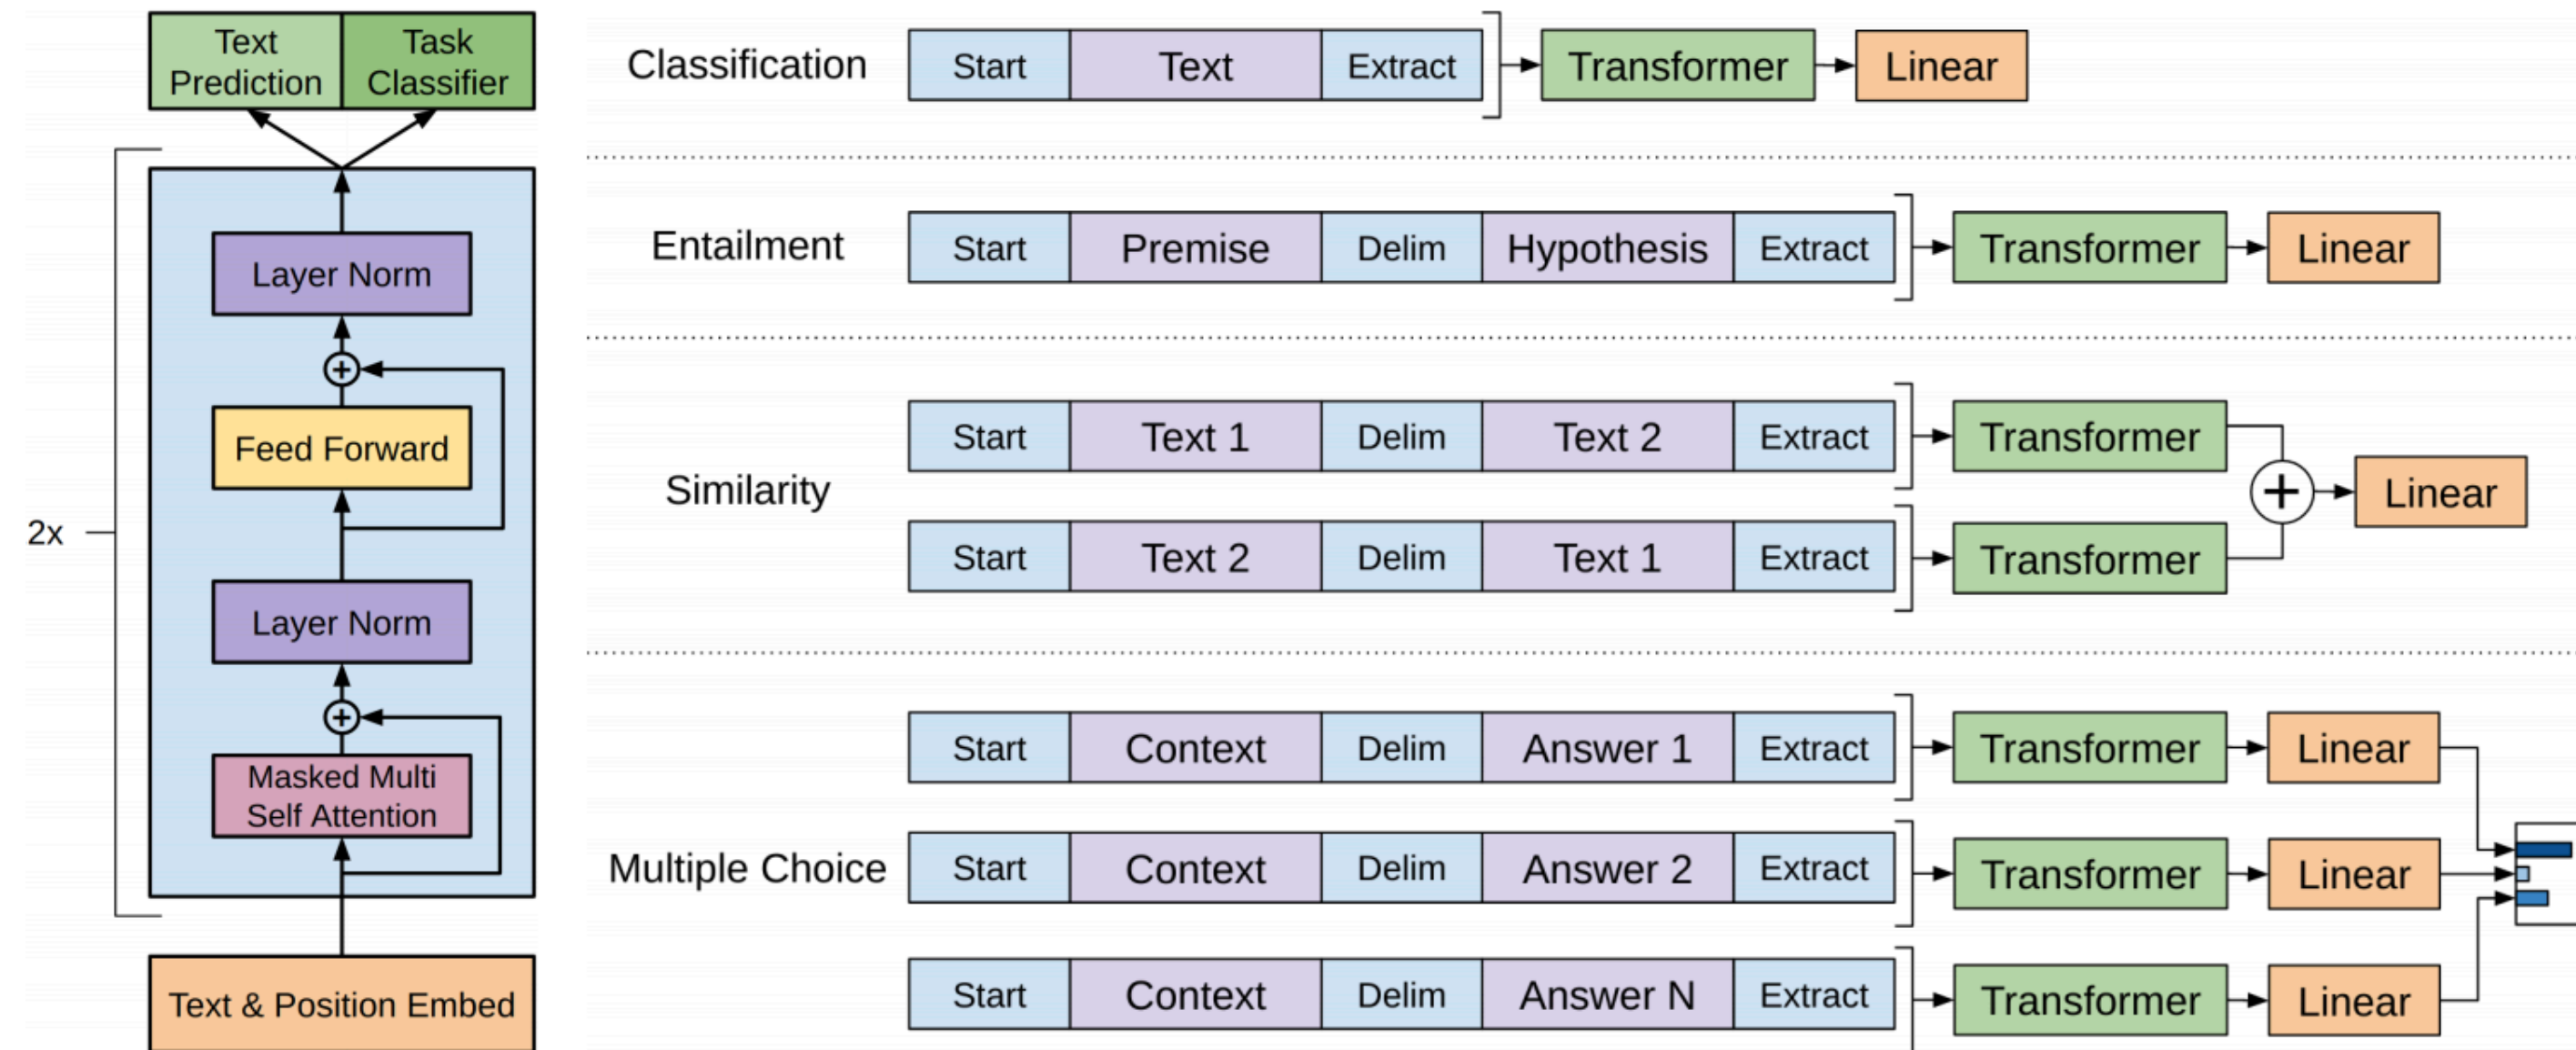 Text
Prediction
Task
Classifier
Layer Norm
Feed Forward
2x
Layer Norm
Masked Multi
Self Attention
Text & Position Embed
Classification Start Text Extract Transformer Linear
Entailment Start Premise Delim Hypothesis Extract Transformer Linear
Start Text 1 Delim Text 2 Extract Transformer
Similarity + Linear
Start Text 2 Delim Text 1 Extract Transformer
Start Context Delim Answer 1 Extract Transformer Linear
Multiple Choice Start Context Delim Answer 2 Extract Transformer Linear
Start Context Delim Answer N Extract Transformer Linear